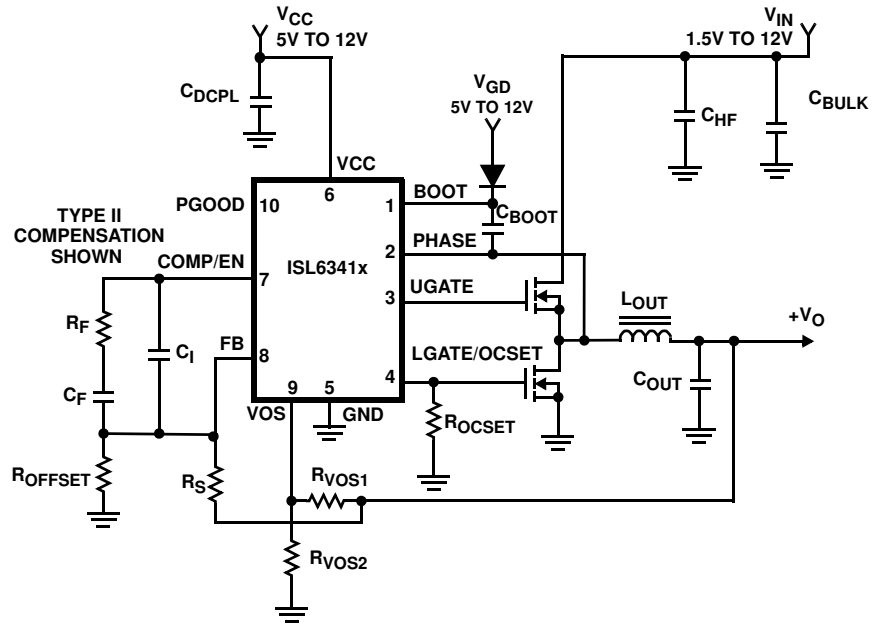 VCC
5V TO 12V
VIN
1.5V TO 12V
CDCPL
VGD
5V TO 12V
CHF
CBULK
VCC
6
PGOOD
10
BOOT
1
CBOOT
TYPE II
COMPENSATION
SHOWN
PHASE
2
COMP/EN
7
ISL6341x
UGATE
3
LOUT
+VO
RF
CI
FB
8
LGATE/OCSET
4
COUT
CF
9
5
VOS
GND
ROCSET
ROFFSET
RS
RVOS1
RVOS2